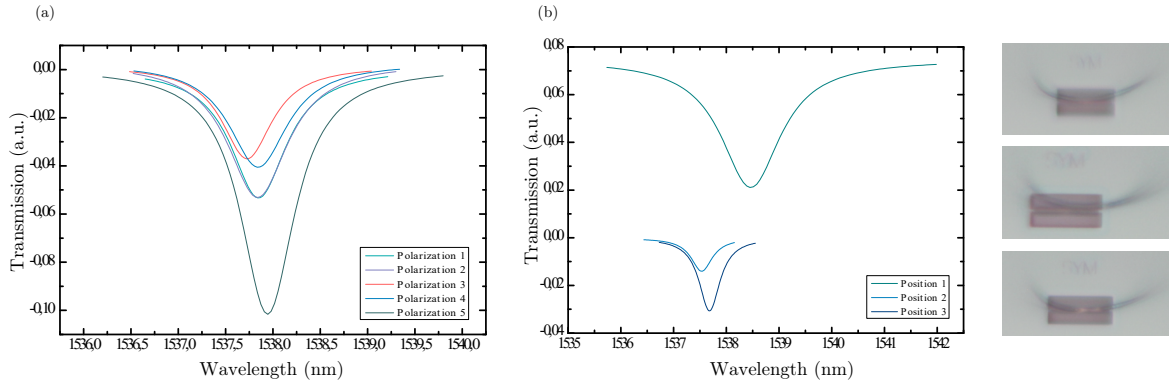 (a)
Transmission (a.u.)
0,00
-0,02
-0,04
-0,06
-0,08
-0,10
1536,0 1536,5 1537,0 1537,5 1538,0 1538,5 1539,0 1539,5 1540,0
Wavelength (nm)
Polarization 1
Polarization 2
Polarization 3
Polarization 4
Polarization 5
(b)
Transmission (a.u.)
0,08
0,06
0,04
0,02
0,00
-0,02
-0,04
1535 1536 1537 1538 1539 1540 1541 1542
Wavelength (nm)
Position 1
Position 2
Position 3